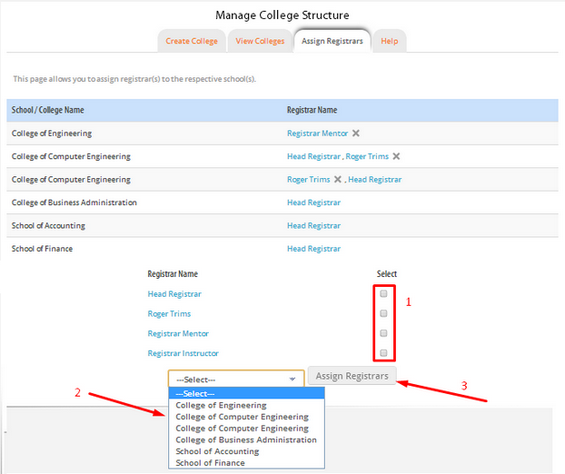 Manage College Structure
Create College View Colleges Assign Registrars Help
This page allows you to assign registrar(s) to the respective school(s).
School / College Name Registrar Name
College of Engineering Registrar Mentor ✕
College of Computer Engineering Head Registrar , Roger Trims ✕
College of Computer Engineering Roger Trims ✕ , Head Registrar
College of Business Administration Head Registrar
School of Accounting Head Registrar
School of Finance Head Registrar
Registrar Name Select
Head Registrar
1
Roger Trims
Registrar Mentor
Registrar Instructor
---Select--- Assign Registrars
3
2
---Select---
College of Engineering
College of Computer Engineering
College of Computer Engineering
College of Business Administration
School of Accounting
School of Finance